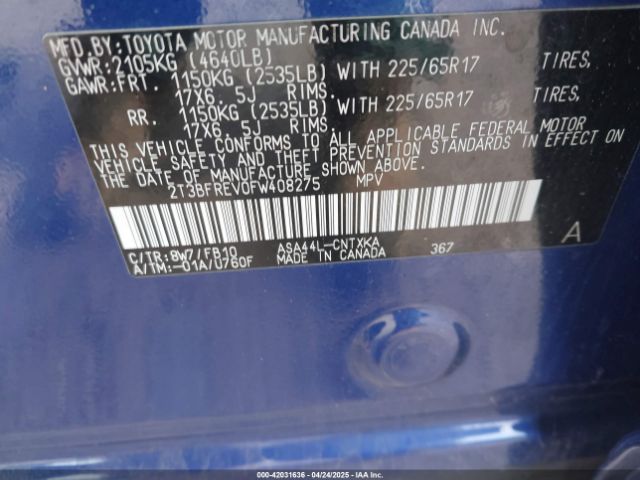 MFD.BY:TOYOTA MOTOR MANUFACTURING CANADA INC.
GVWR:2105KG (4640LB)
GAWR:FRT. 1150KG (2535LB) WITH 225/65R17 TIRES,
17X6.5J RIMS.
RR. 1150KG (2535LB) WITH 225/65R17 TIRES,
17X6.5J RIMS.
THIS VEHICLE CONFORMS TO ALL APPLICABLE FEDERAL MOTOR
VEHICLE SAFETY AND THEFT PREVENTION STANDARDS IN EFFECT ON
THE DATE OF MANUFACTURE SHOWN ABOVE.
2T3BFREV0FW408275 MPV
A
C/TR:8W7/FB10 ASA44L-CNTXKA 367
A/TM:-01A/U760F MADE IN CANADA
000-42031636 - 04/24/2025 - IAAI.com